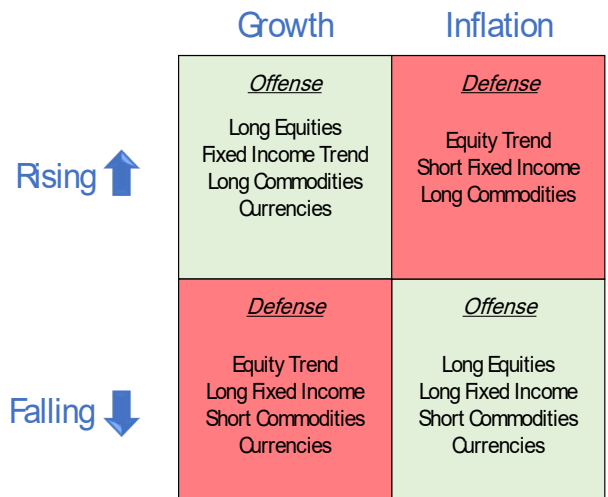 Growth
Inflation
Rising
Offense
Long Equities
Fixed Income Trend
Long Commodities
Currencies
Defense
Equity Trend
Short Fixed Income
Long Commodities
Falling
Defense
Equity Trend
Long Fixed Income
Short Commodities
Currencies
Offense
Long Equities
Long Fixed Income
Short Commodities
Currencies